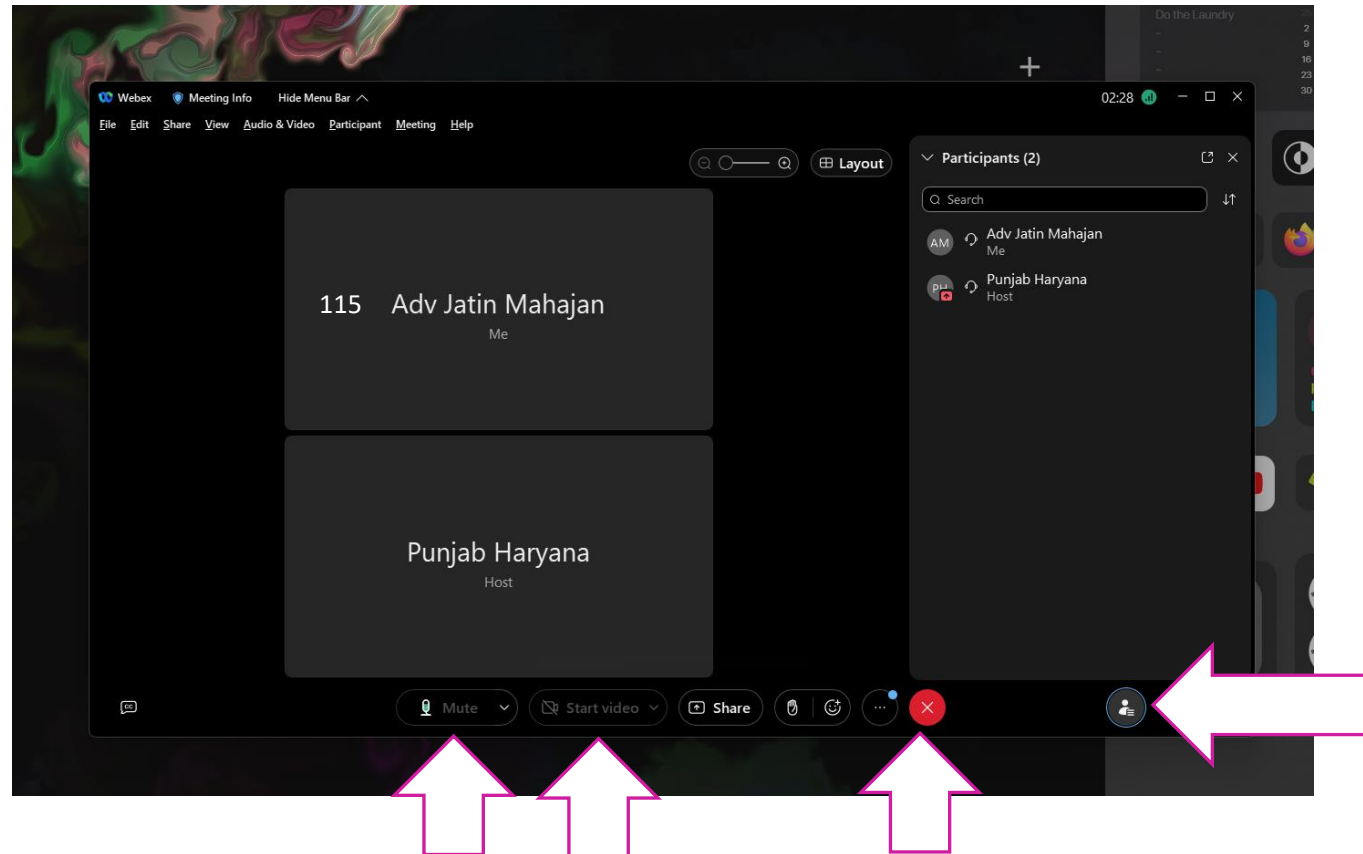 Do the Laundry
2
9
16
23
30
Webex Meeting Info Hide Menu Bar 02:28
File Edit Share View Audio & Video Participant Meeting Help
Layout
Participants (2)
Search
AM Adv Jatin Mahajan
Me
PH Punjab Haryana
Host
115 Adv Jatin Mahajan
Me
Punjab Haryana
Host
CC Mute Start video Share